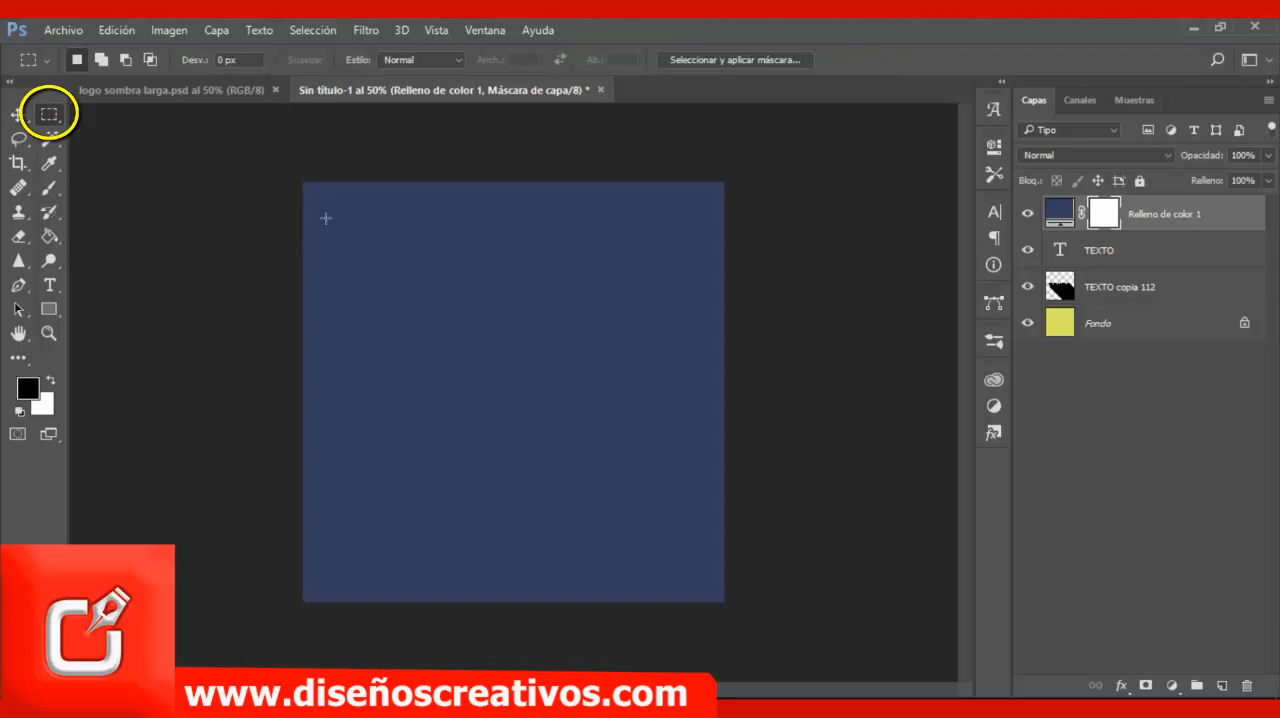 Ps Archivo Edición Imagen Capa Texto Selección Filtro 3D Vista Ventana Ayuda
Desv.: 0 px Suavizar Estilo: Normal Anch.: Alt.: Seleccionar y aplicar máscara...
logo sombra larga.psd al 50% (RGB/8) × Sin título-1 al 50% (Relleno de color 1, Máscara de capa/8) * ×
Capas Canales Muestras
Tipo
Normal Opacidad: 100%
Bloq.: Relleno: 100%
Relleno de color 1
TEXTO
TEXTO copia 112
Fondo
www.diseñoscreativos.com